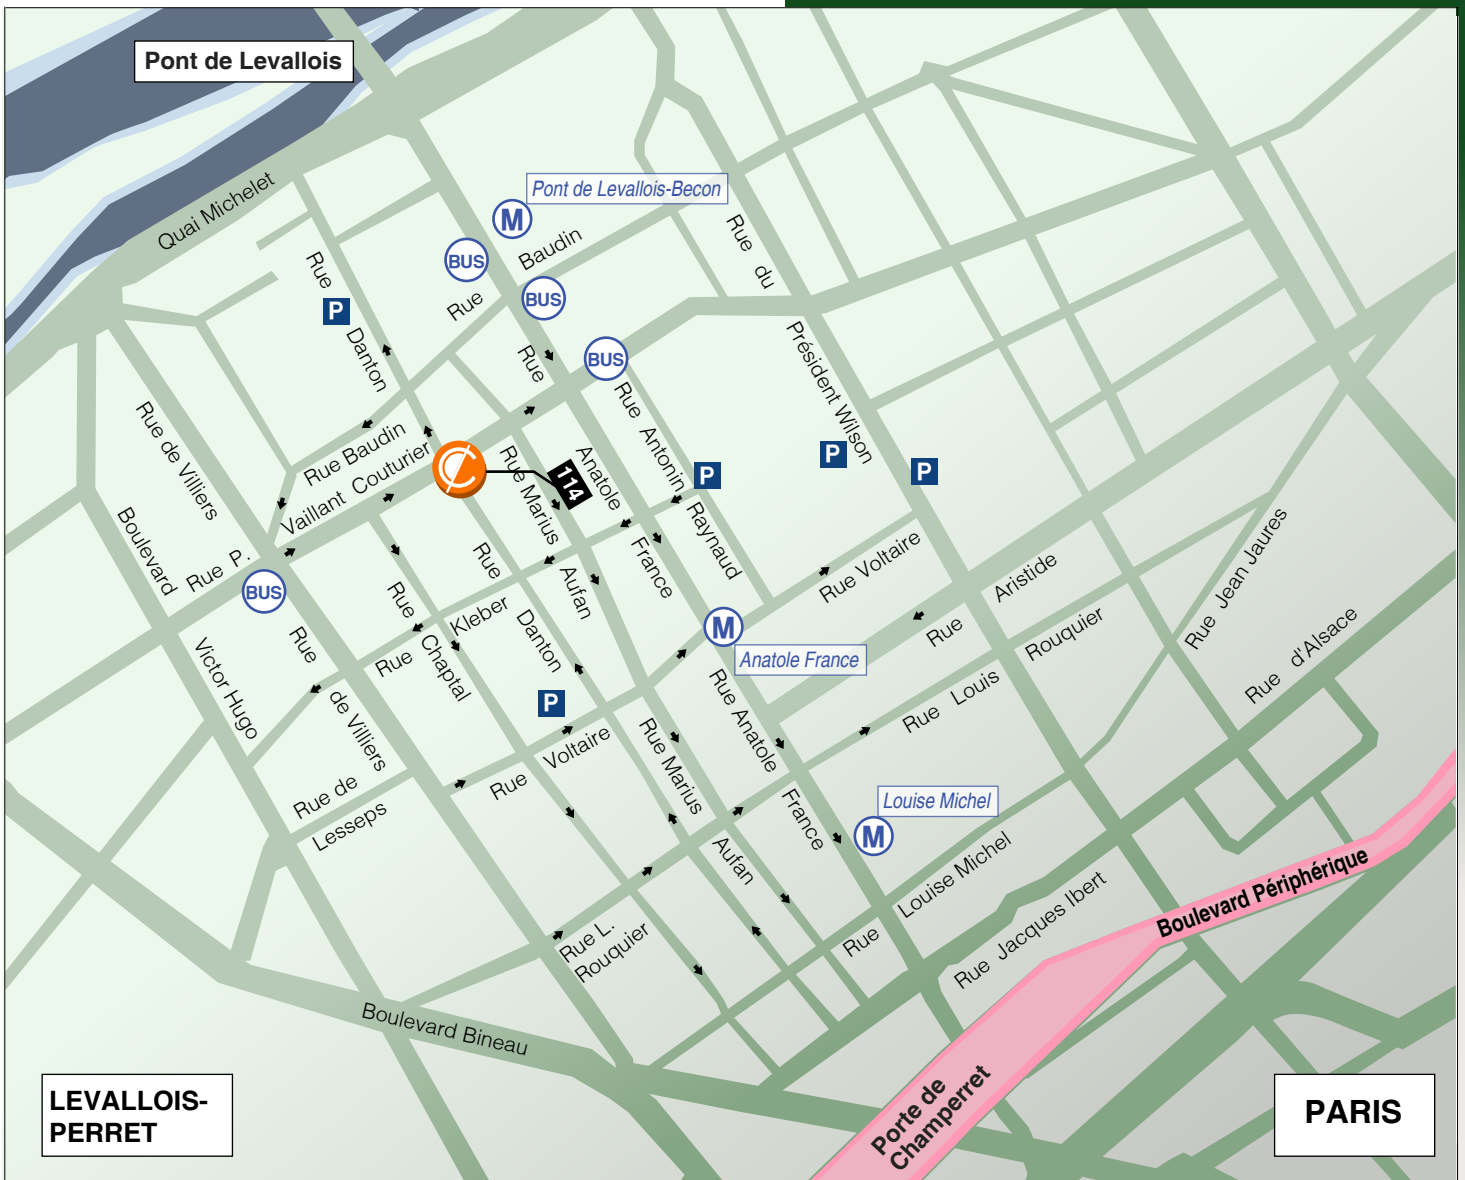 Pont de Levallois
Quai Michelet
Pont de Levallois-Becon
M
BUS
Baudin
Rue
BUS
Rue du
Président Wilson
Rue
P
Danton
BUS
Rue
Anatole
France
Rue Antonin
Raynaud
Rue de Villiers
Rue Baudin
Vaillant Couturier
Rue P.
114
Rue Marius
Aufan
P
P
P
Boulevard
Victor Hugo
BUS
Rue
de Villiers
Rue
Chaptal
Rue
Danton
Rue
Kleber
Rue Voltaire
M
Anatole France
Rue
Aristide
Rue Jean Jaures
Rouquier
Rue Louis
Rue d'Alsace
P
Rue Voltaire
Rue Marius
Aufan
Rue Anatole
France
Rue de
Lesseps
Louise Michel
M
Louise Michel
Rue
Rue Jacques Ibert
Boulevard Périphérique
Rue L.
Rouquier
Boulevard Bineau
Porte de
Champerret
LEVALLOIS-
PERRET
PARIS